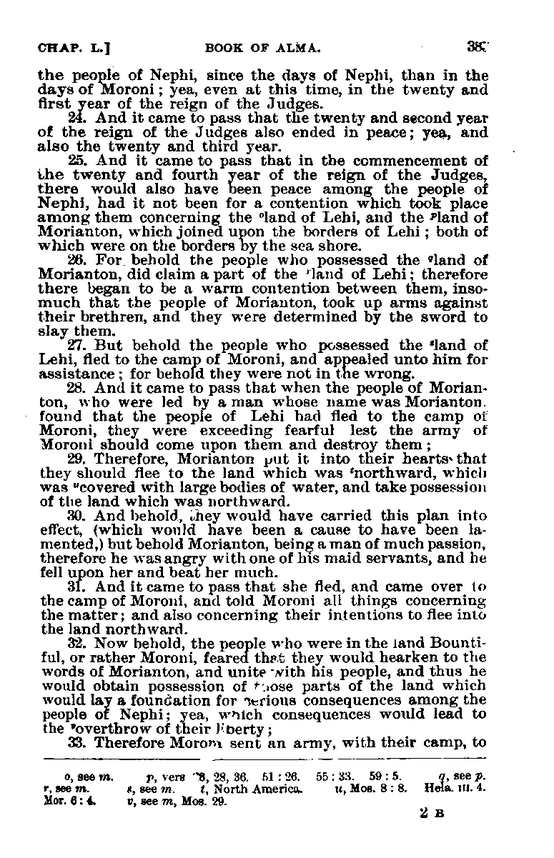 CHAP. L.] BOOK OF ALMA. 385
the people of Nephi, since the days of Nephi, than in the
days of Moroni; yea, even at this time, in the twenty and
first year of the reign of the Judges.
24. And it came to pass that the twenty and second year
of the reign of the Judges also ended in peace; yea, and
also the twenty and third year.
25. And it came to pass that in the commencement of
the twenty and fourth year of the reign of the Judges,
there would also have been peace among the people of
Nephi, had it not been for a contention which took place
among them concerning the ºland of Lehi, and the ᵖland of
Morianton, which joined upon the borders of Lehi; both of
which were on the borders by the sea shore.
26. For behold the people who possessed the qland of
Morianton, did claim a part of the ʳland of Lehi; therefore
there began to be a warm contention between them, inso-
much that the people of Morianton, took up arms against
their brethren, and they were determined by the sword to
slay them.
27. But behold the people who possessed the ˢland of
Lehi, fled to the camp of Moroni, and appealed unto him for
assistance; for behold they were not in the wrong.
28. And it came to pass that when the people of Morian-
ton, who were led by a man whose name was Morianton,
found that the people of Lehi had fled to the camp of
Moroni, they were exceeding fearful lest the army of
Moroni should come upon them and destroy them;
29. Therefore, Morianton put it into their hearts that
they should flee to the land which was ᵗnorthward, which
was ᵘcovered with large bodies of water, and take possession
of the land which was northward.
30. And behold, they would have carried this plan into
effect, (which would have been a cause to have been la-
mented,) but behold Morianton, being a man of much passion,
therefore he was angry with one of his maid servants, and he
fell upon her and beat her much.
31. And it came to pass that she fled, and came over to
the camp of Moroni, and told Moroni all things concerning
the matter; and also concerning their intentions to flee into
the land northward.
32. Now behold, the people who were in the land Bounti-
ful, or rather Moroni, feared that they would hearken to the
words of Morianton, and unite with his people, and thus he
would obtain possession of those parts of the land which
would lay a foundation for serious consequences among the
people of Nephi; yea, which consequences would lead to
the ᵛoverthrow of their liberty;
33. Therefore Moroni sent an army, with their camp, to
o, see m. p, vers 28, 36. 51:26. 55:33. 59:5. q, see p.
r, see m. s, see m. t, North America. u, Mos. 8:8. Hela. III. 4.
Mor. 6:4. v, see m, Mos. 29.
2 B